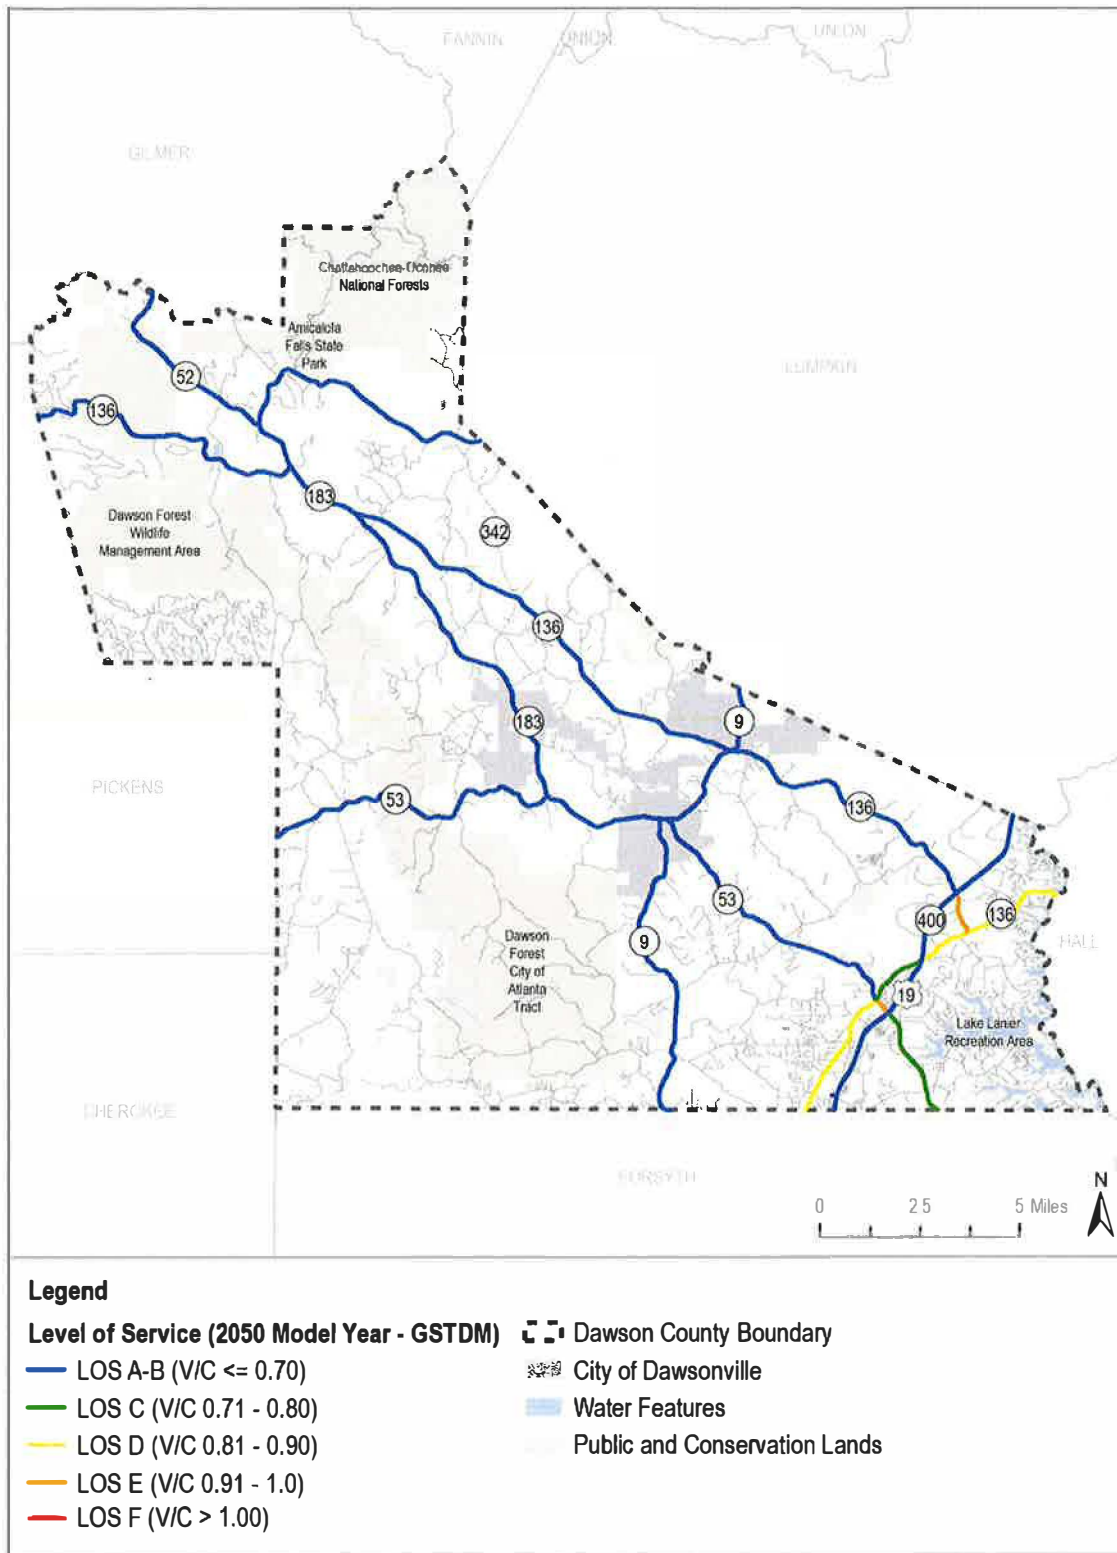 FANNIN
UNION
UNION
GILMER
Chattahoochee-Oconee
National Forests
Amicalola
Falls State
Park
LUMPKIN
52
136
183
Dawson Forest
Wildlife
Management Area
342
136
183
9
PICKENS
53
136
53
400
136
HALL
9
Dawson
Forest
City of
Atlanta
Tract
19
Lake Lanier
Recreation Area
CHEROKEE
FORSYTH
N
0 2.5 5 Miles
Legend
Level of Service (2050 Model Year - GSTDM)
LOS A-B (V/C <= 0.70)
LOS C (V/C 0.71 - 0.80)
LOS D (V/C 0.81 - 0.90)
LOS E (V/C 0.91 - 1.0)
LOS F (V/C > 1.00)
Dawson County Boundary
City of Dawsonville
Water Features
Public and Conservation Lands